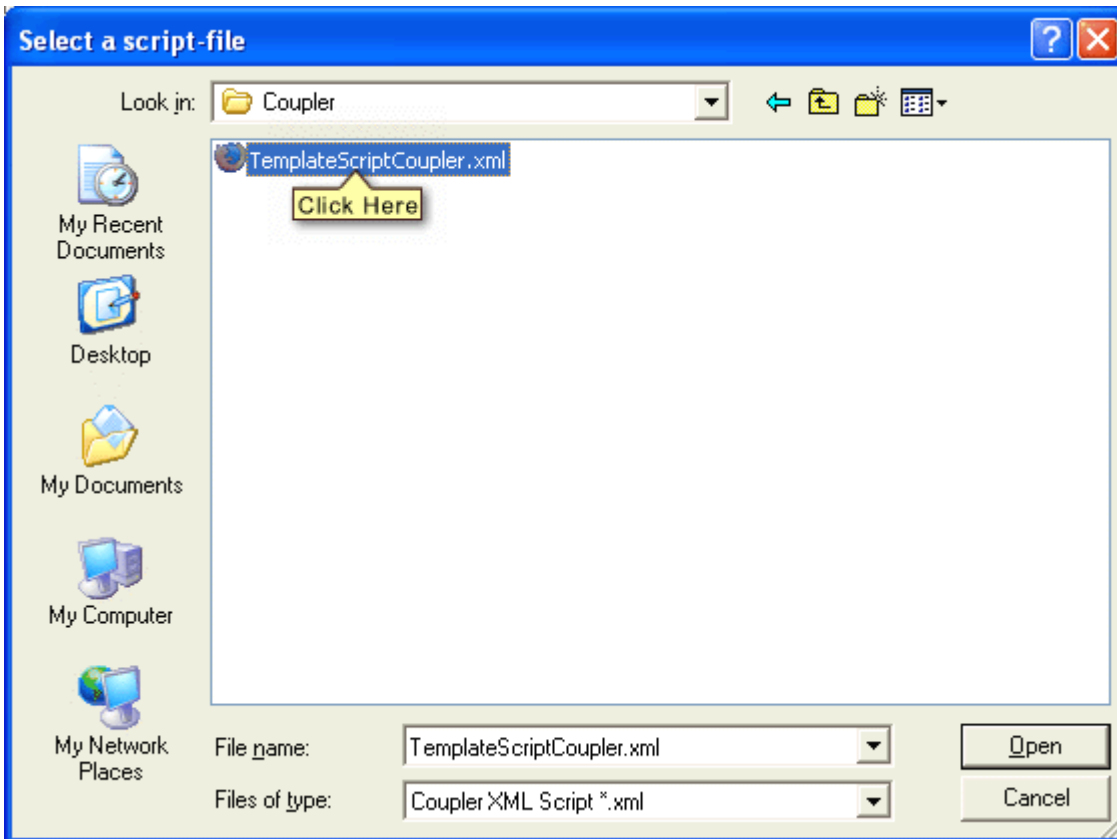 Select a script-file
Look in: Coupler
TemplateScriptCoupler.xml
Click Here
My Recent
Documents
Desktop
My Documents
My Computer
My Network
Places
File name: TemplateScriptCoupler.xml Open
Files of type: Coupler XML Script *.xml Cancel